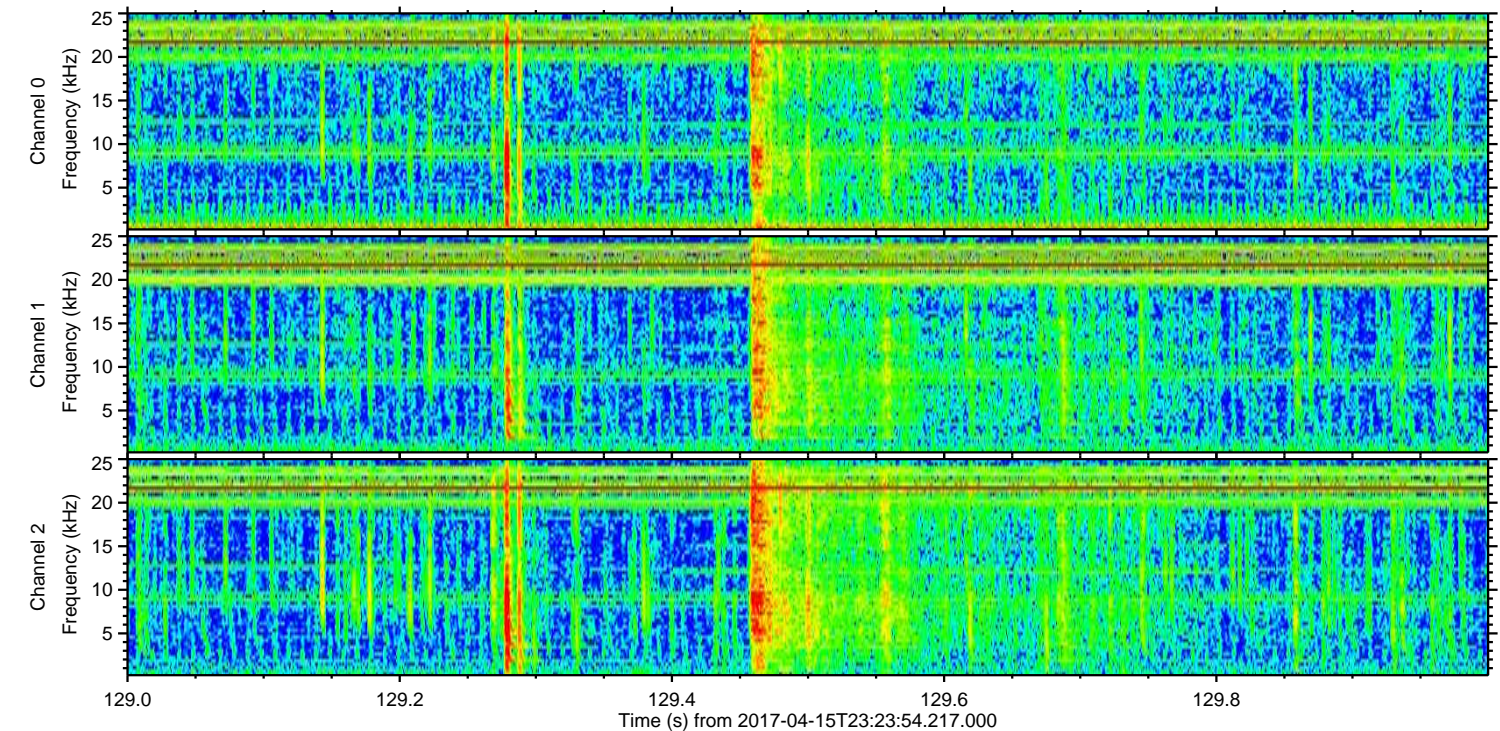 25
20
15
10
5
Channel 0
Frequency (kHz)
25
20
15
10
5
Channel 1
Frequency (kHz)
25
20
15
10
5
Channel 2
Frequency (kHz)
129.0 129.2 129.4 129.6 129.8
Time (s) from 2017-04-15T23:23:54.217.000